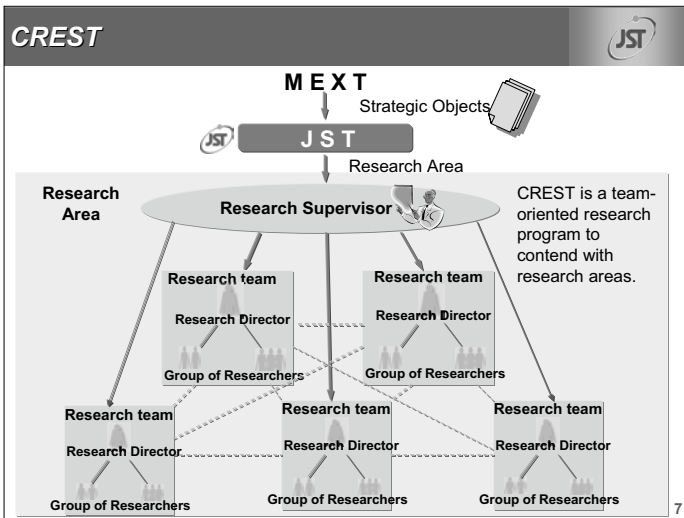 CREST
JST
M E X T
Strategic Objects
JST
J S T
Research Area
Research
Area
Research Supervisor
CREST is a team-
oriented research
program to
contend with
research areas.
Research team
Research Director
Group of Researchers
Research team
Research Director
Group of Researchers
Research team
Research Director
Group of Researchers
Research team
Research Director
Group of Researchers
Research team
Research Director
Group of Researchers
7